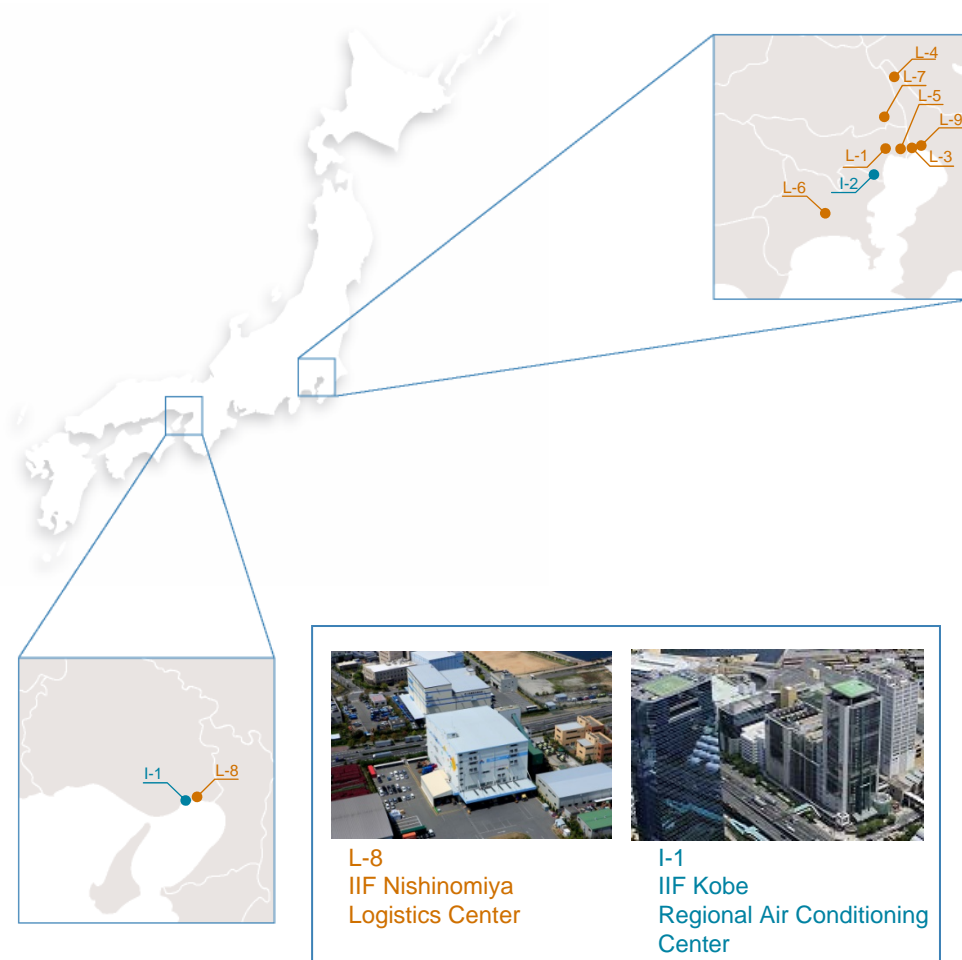 L-4
L-7
L-5
L-9
L-1
L-3
I-2
L-6
I-1
L-8
L-8
IIF Nishinomiya
Logistics Center
I-1
IIF Kobe
Regional Air Conditioning
Center